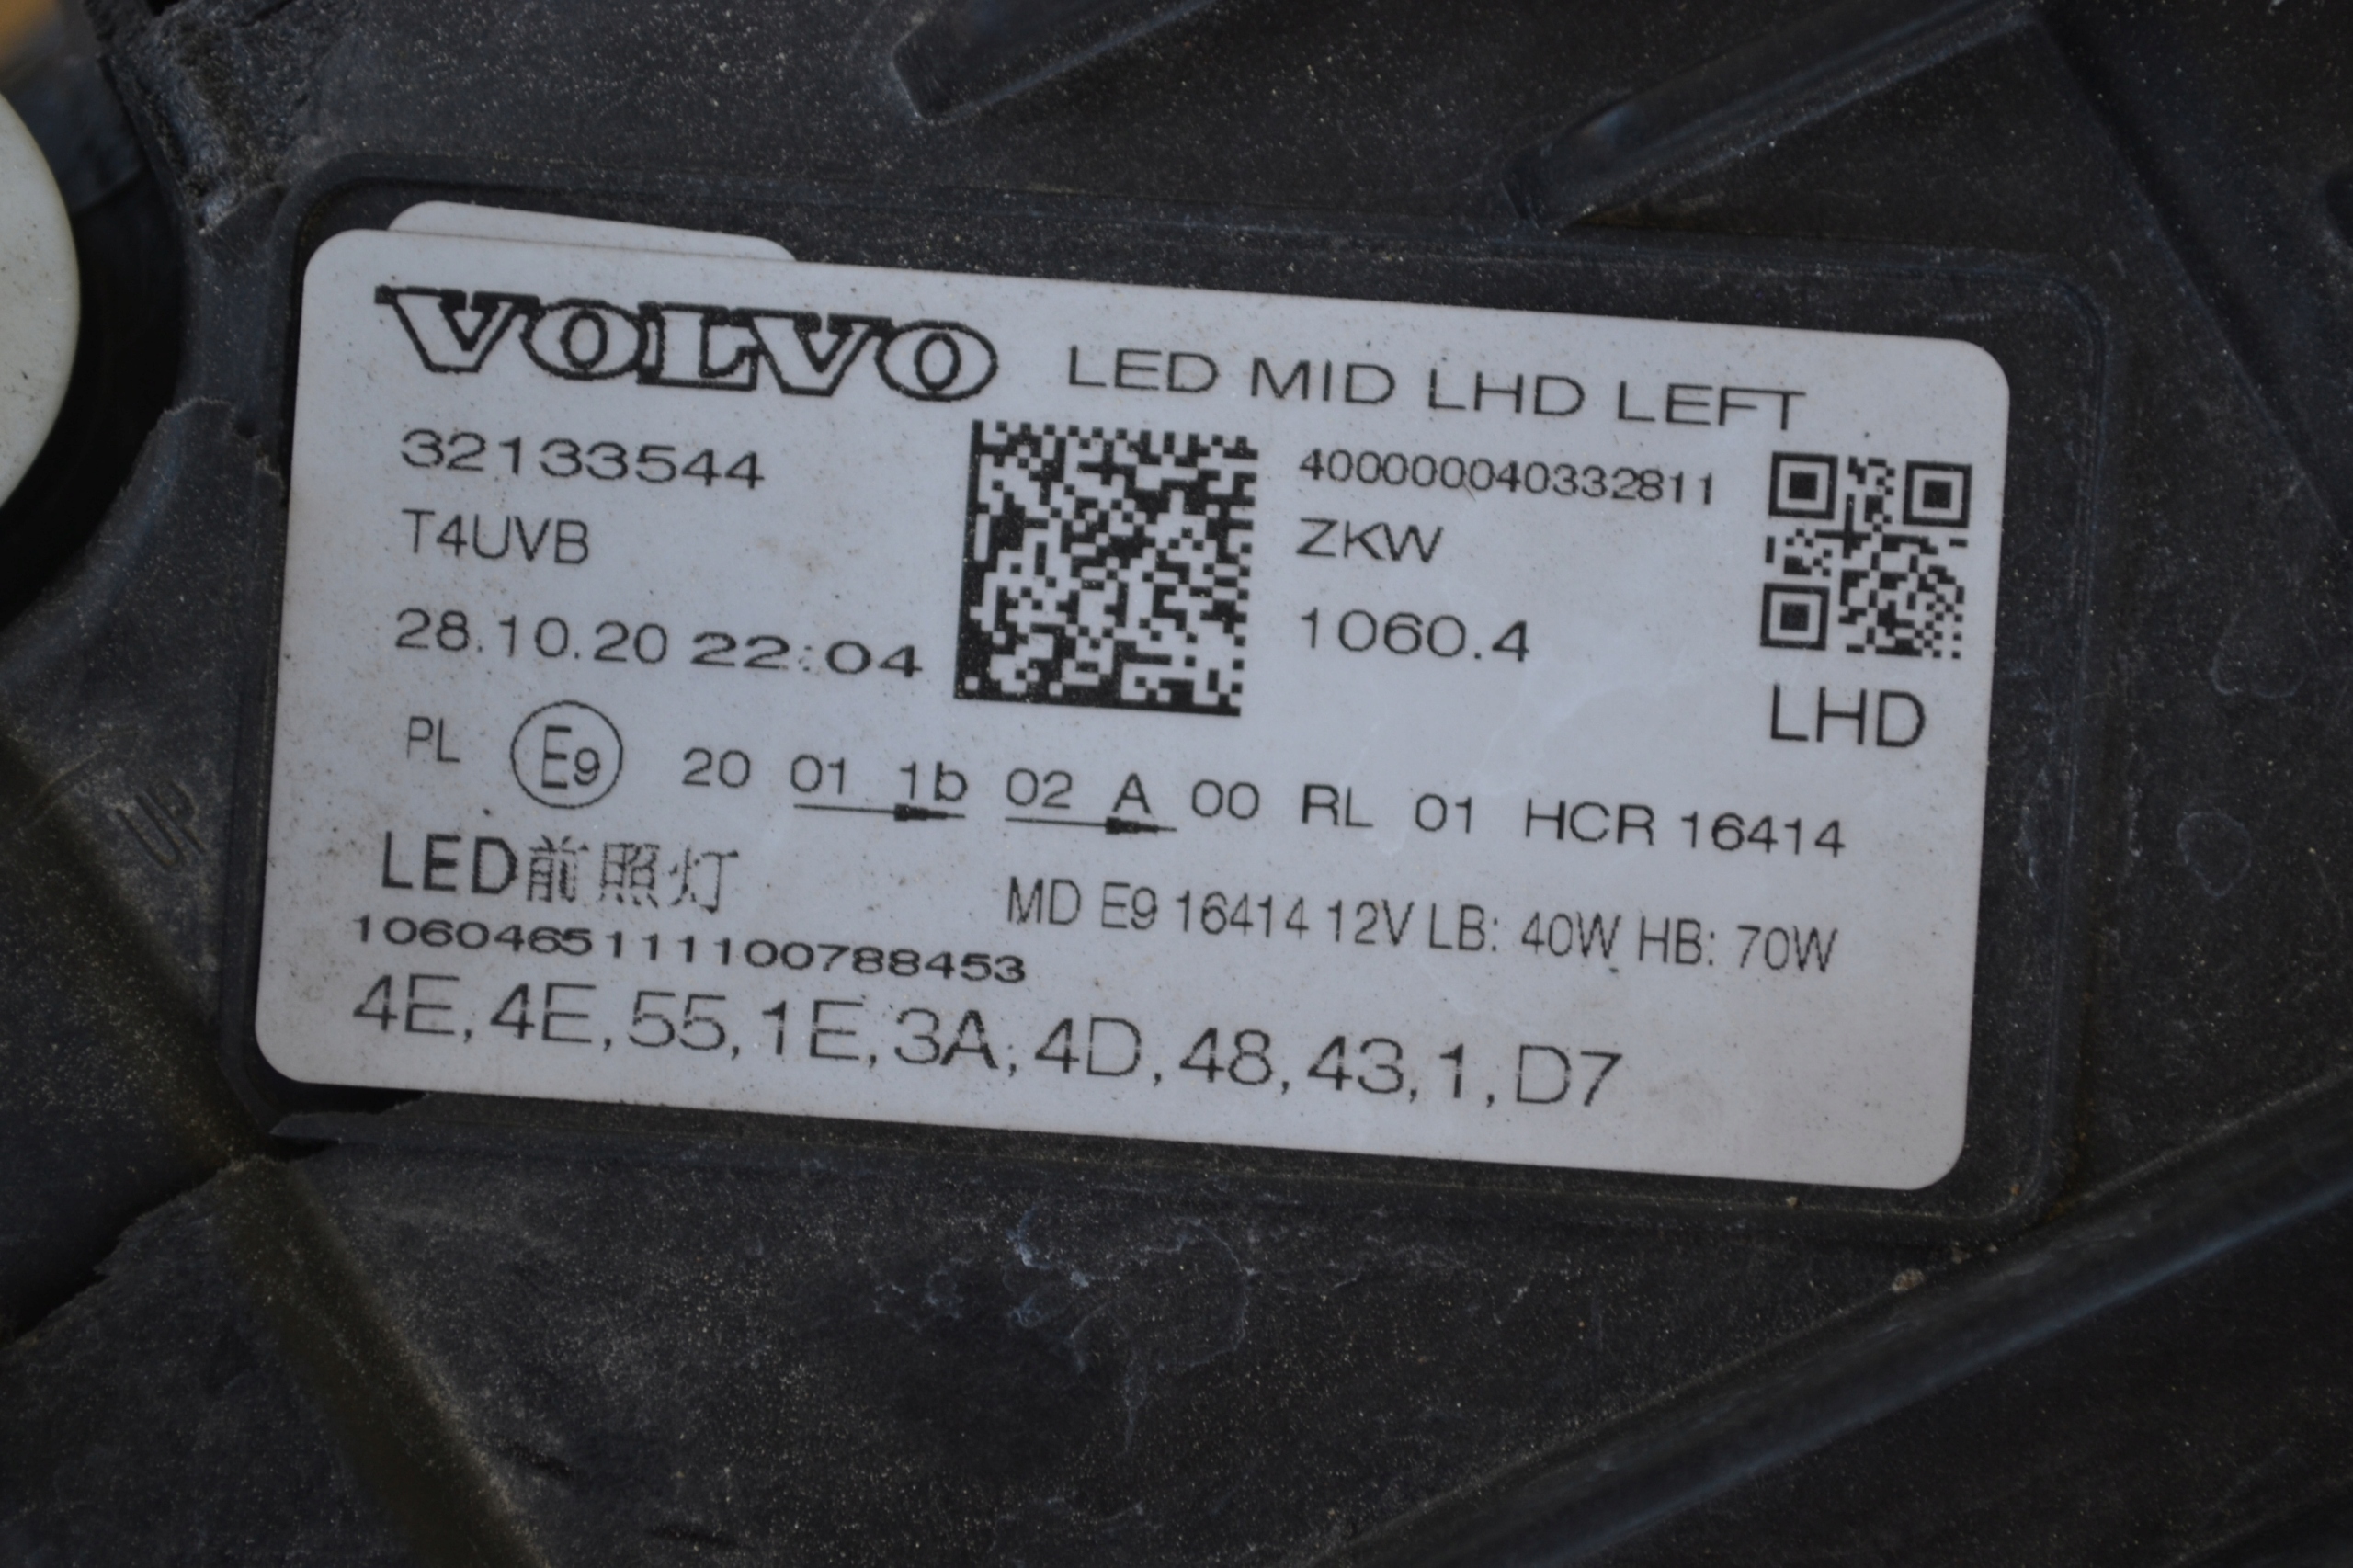 VOLVO LED MID LHD LEFT
32133544
400000040332811
T4UVB
ZKW
28.10.20 22:04
1060.4
LHD
PL E9 20 01 1b 02 A 00 RL 01 HCR 16414
LED前照灯
MD E9 16414 12V LB: 40W HB: 70W
1060465111100788453
4E,4E,55,1E,3A,4D,48,43,1,D7
UP